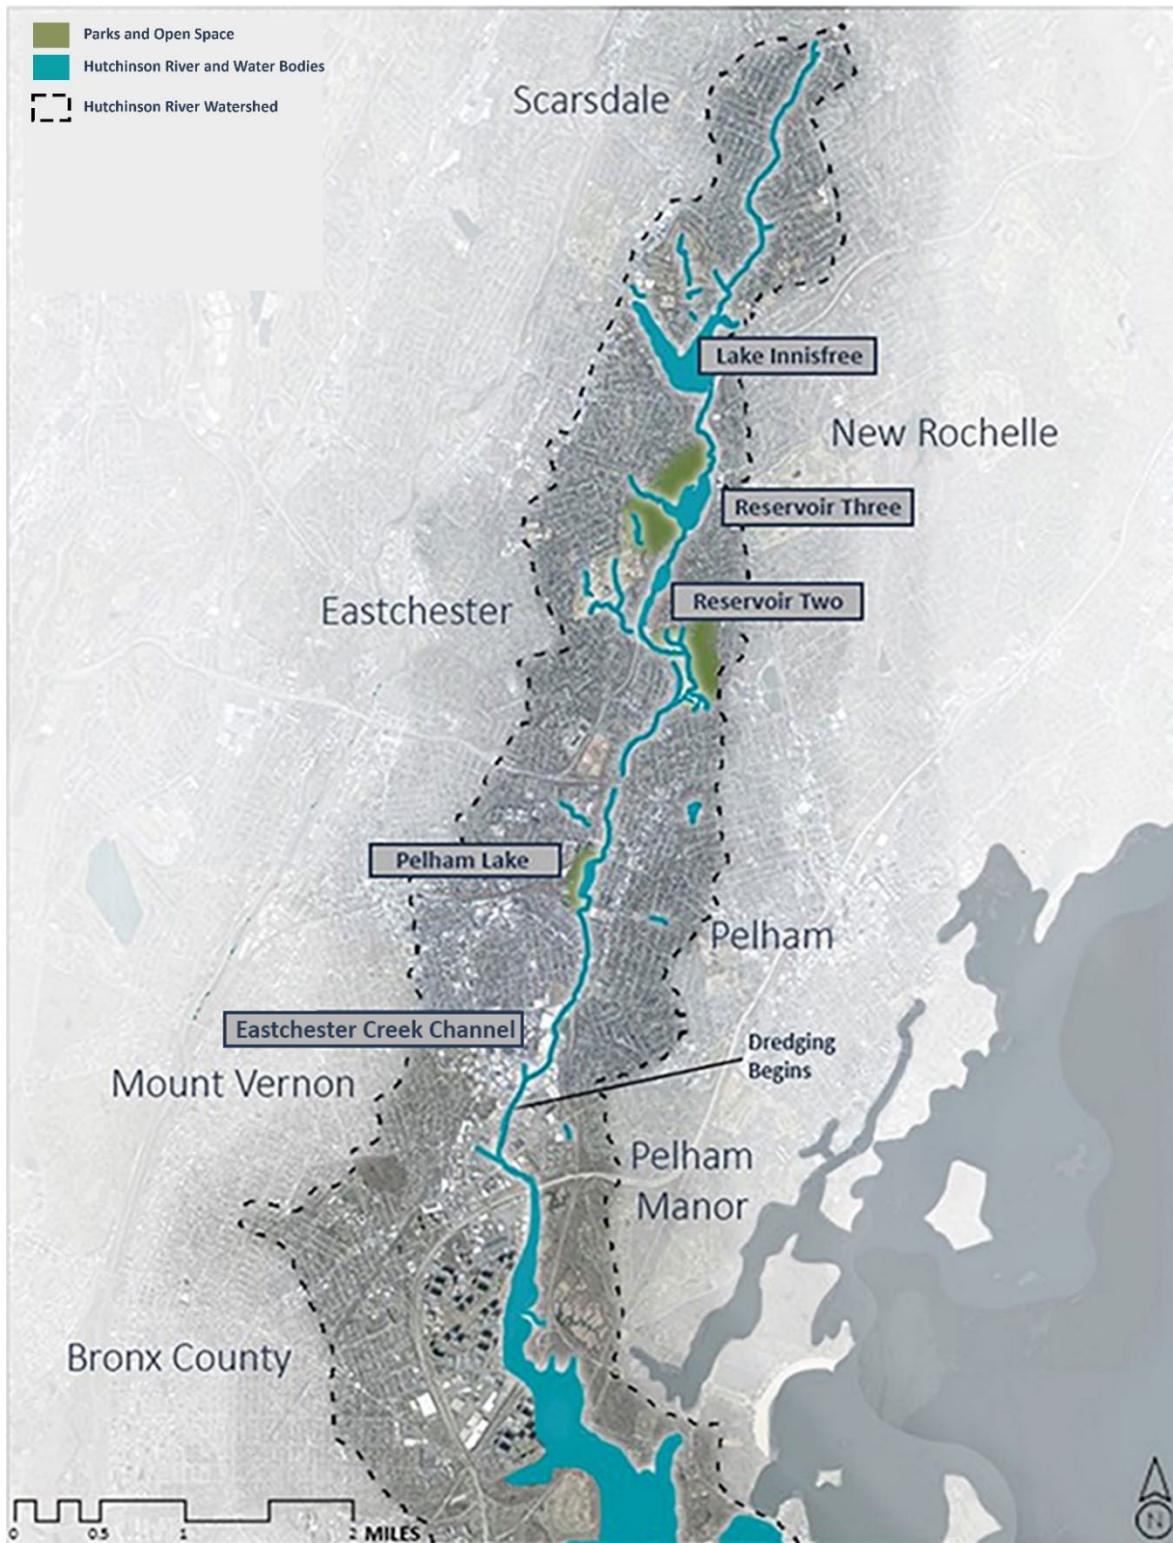 Parks and Open Space
Hutchinson River and Water Bodies
Hutchinson River Watershed
Scarsdale
Lake Innisfree
New Rochelle
Reservoir Three
Reservoir Two
Eastchester
Pelham Lake
Pelham
Eastchester Creek Channel
Dredging
Begins
Mount Vernon
Pelham
Manor
Bronx County
0 0.5 1 2 MILES
N